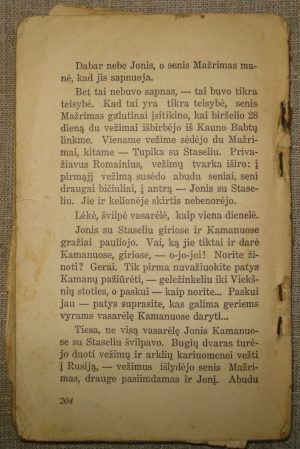 Dabar nebe Jonis, o senis Mažrimas ma-
nė, kad jis sapnuoja.
Bet tai nebuvo sapnas, — tai buvo tikra
teisybė. Kad tai yra tikra teisybė, senis
Mažrimas galutinai įsitikino, kai birželio 28
dieną du vežimai išbirbėjo iš Kauno Babtų
linkme. Viename vežime sėdėjo du Mažri-
mai, kitame — Tupika su Staseliu. Priva-
žiavus Romainius, vežimų tvarka iširo: į
pirmąjį vežimą susėdo abudu seniai, seni
draugai bičiuliai, į antrą — Jonis su Stase-
liu. Jie ir kelionėje skirtis nebenorėjo.
Lėkė, švilpė vasarėlė, kaip viena dienelė.
Jonis su Staseliu giriose ir Kamanuose
gražiai pauliojo. Vai, ką jie tiktai ir darė
Kamanuose, giriose, — o-jo-joi! Norite ži-
noti? Gerai. Tik pirma nuvažiuokite patys
Kamanų pažiūrėti, — geležinkeliu iki Viekš-
nių stoties, o paskui — kaip norite... Paskui
jau — patys suprasite, kas galima geriems
vyrams vasarėlę Kamanuose daryti...
Tiesa, ne visą vasarėlę Jonis Kamanuo-
se su Staseliu švilpavo. Bugių dvaras turė-
jo duoti vežimų ir arklių kariuomenei vežti
į Rusiją, — vežimus išlydėjo senis Mažri-
mas, drauge pasiimdamas ir Jonį. Abudu
204